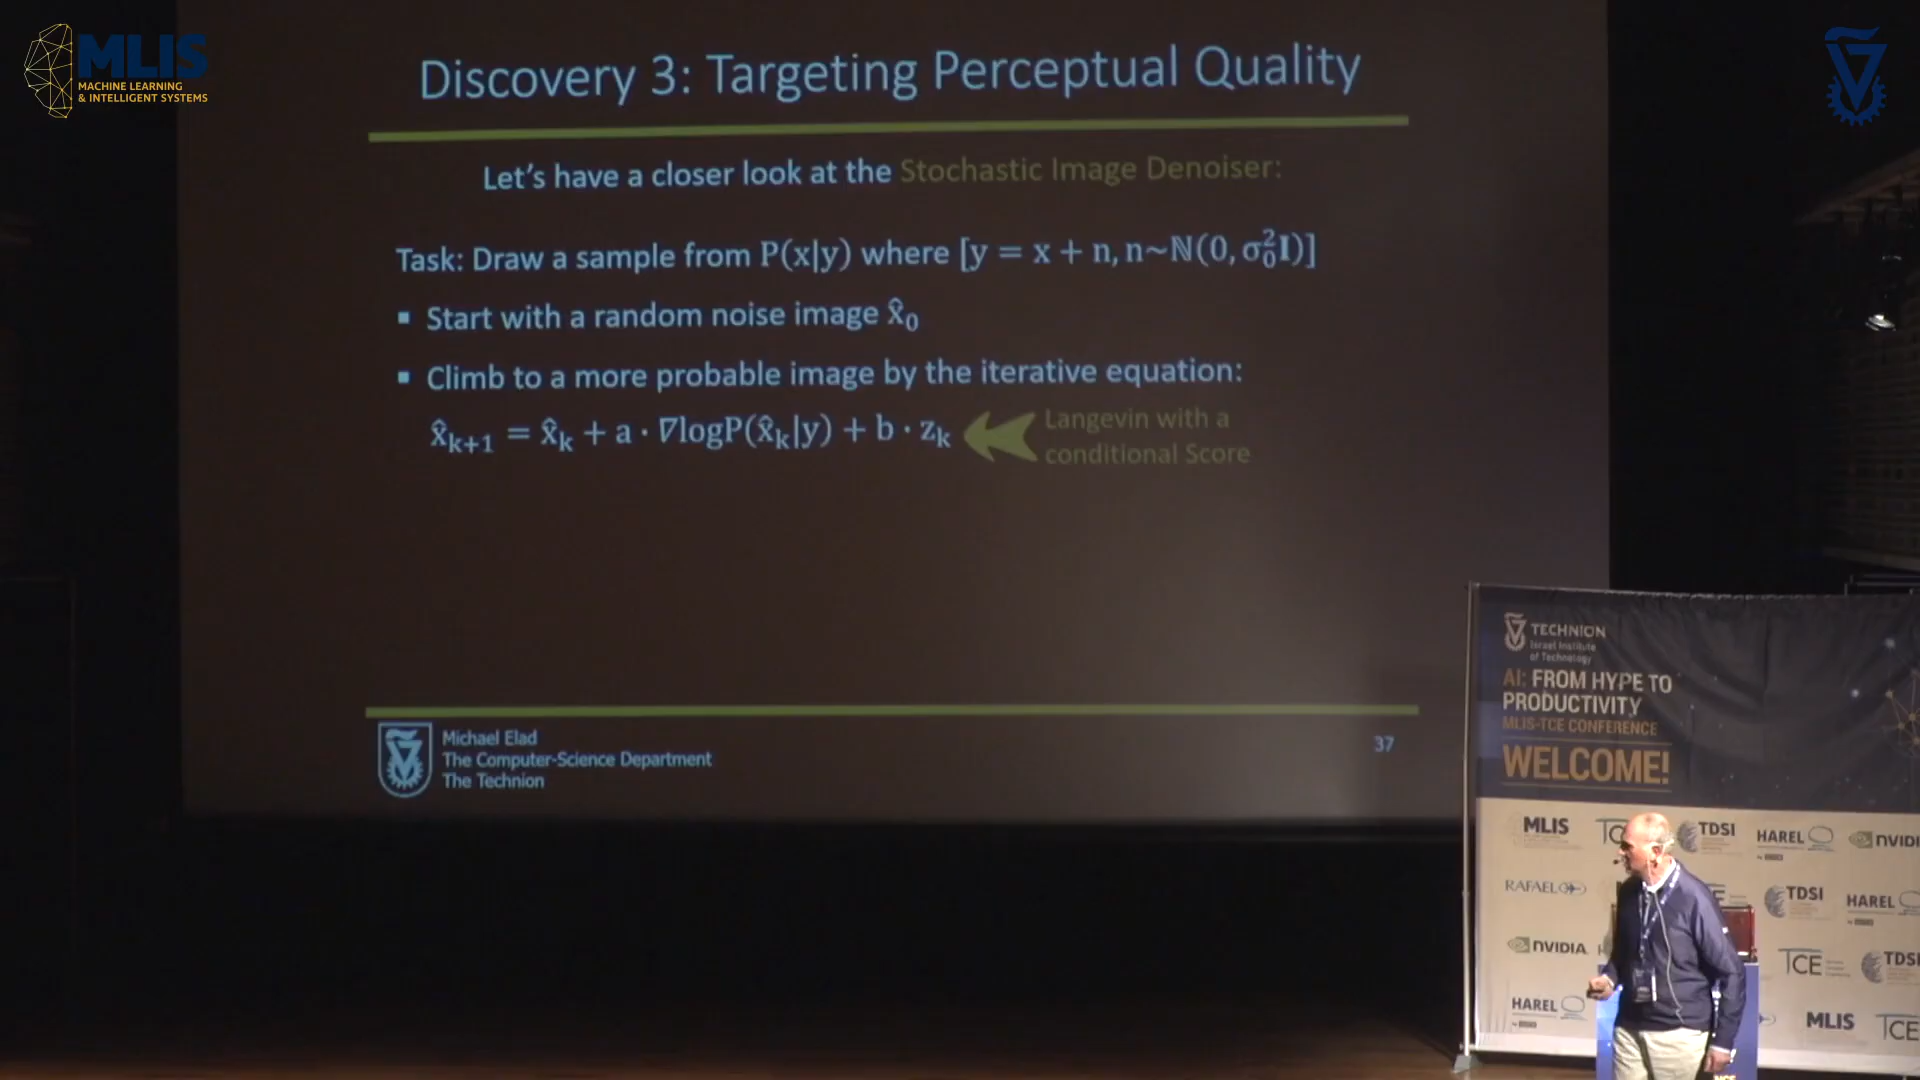 MLIS
MACHINE LEARNING
& INTELLIGENT SYSTEMS
Discovery 3: Targeting Perceptual Quality
Let's have a closer look at the Stochastic Image Denoiser:
Task: Draw a sample from P(x|y) where [y = x + n, n~ℕ(0, σ₀²I)]
▪ Start with a random noise image x̂₀
▪ Climb to a more probable image by the iterative equation:
x̂ₖ₊₁ = x̂ₖ + a · ∇logP(x̂ₖ|y) + b · zₖ
Langevin with a
conditional Score
Michael Elad
The Computer-Science Department
The Technion
37
TECHNION
Israel Institute
of Technology
AI: FROM HYPE TO
PRODUCTIVITY
MLIS-TCE CONFERENCE
WELCOME!
MLIS TDSI HAREL NVIDI
RAFAEL TDSI HAREL
NVIDIA TCE TDSI
HAREL MLIS TCE